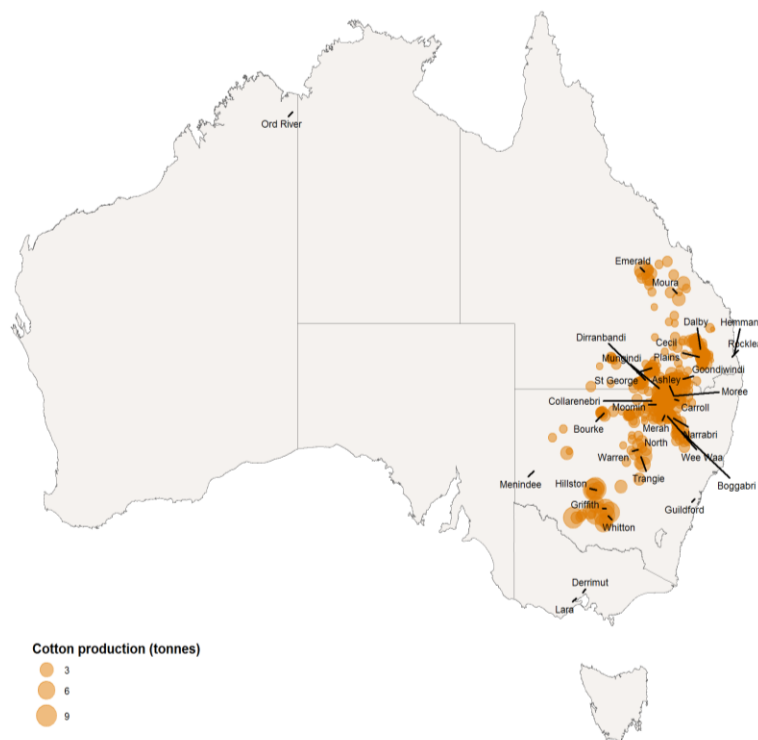 Ord River
Emerald
Moura
Dalby
Hemmant
Dirranbandi
Cecil
Rocklea
Mungindi
Plains
Goondiwindi
St George
Ashley
Moree
Collarenebri
Moomin
Carroll
Bourke
Merah
Narrabri
North
Warren
Wee Waa
Menindee
Trangie
Boggabri
Hillston
Griffith
Guildford
Whitton
Derrimut
Lara
Cotton production (tonnes)
3
6
9